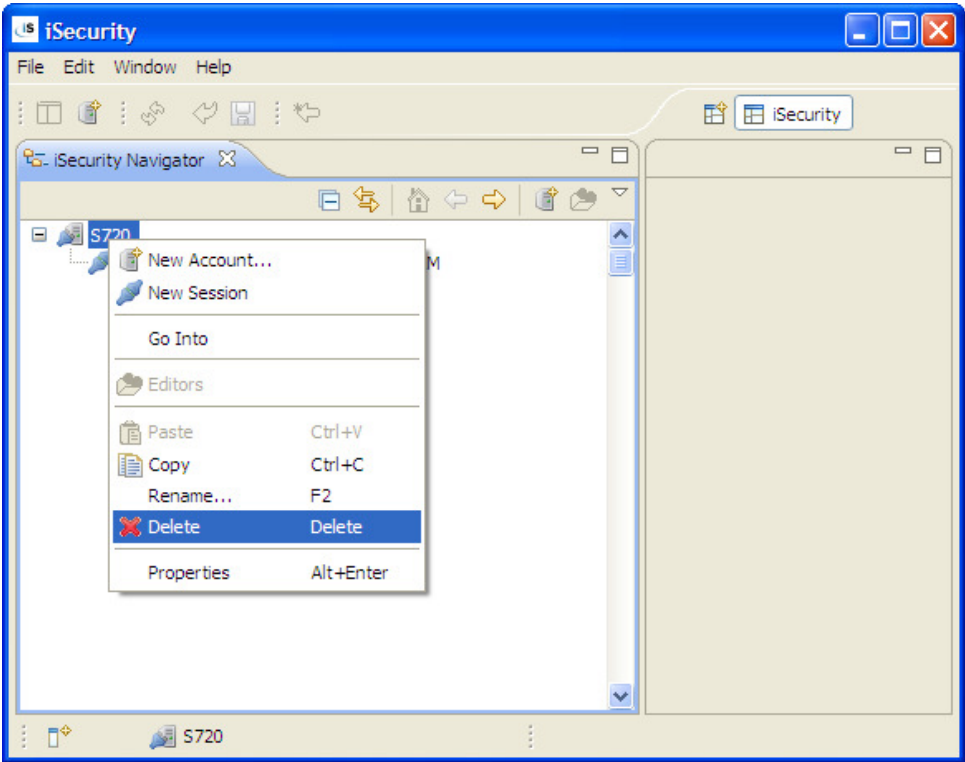 iS iSecurity
File Edit Window Help
iSecurity
iSecurity Navigator
S720
M
New Account...
New Session
Go Into
Editors
Paste Ctrl+V
Copy Ctrl+C
Rename... F2
Delete Delete
Properties Alt+Enter
S720